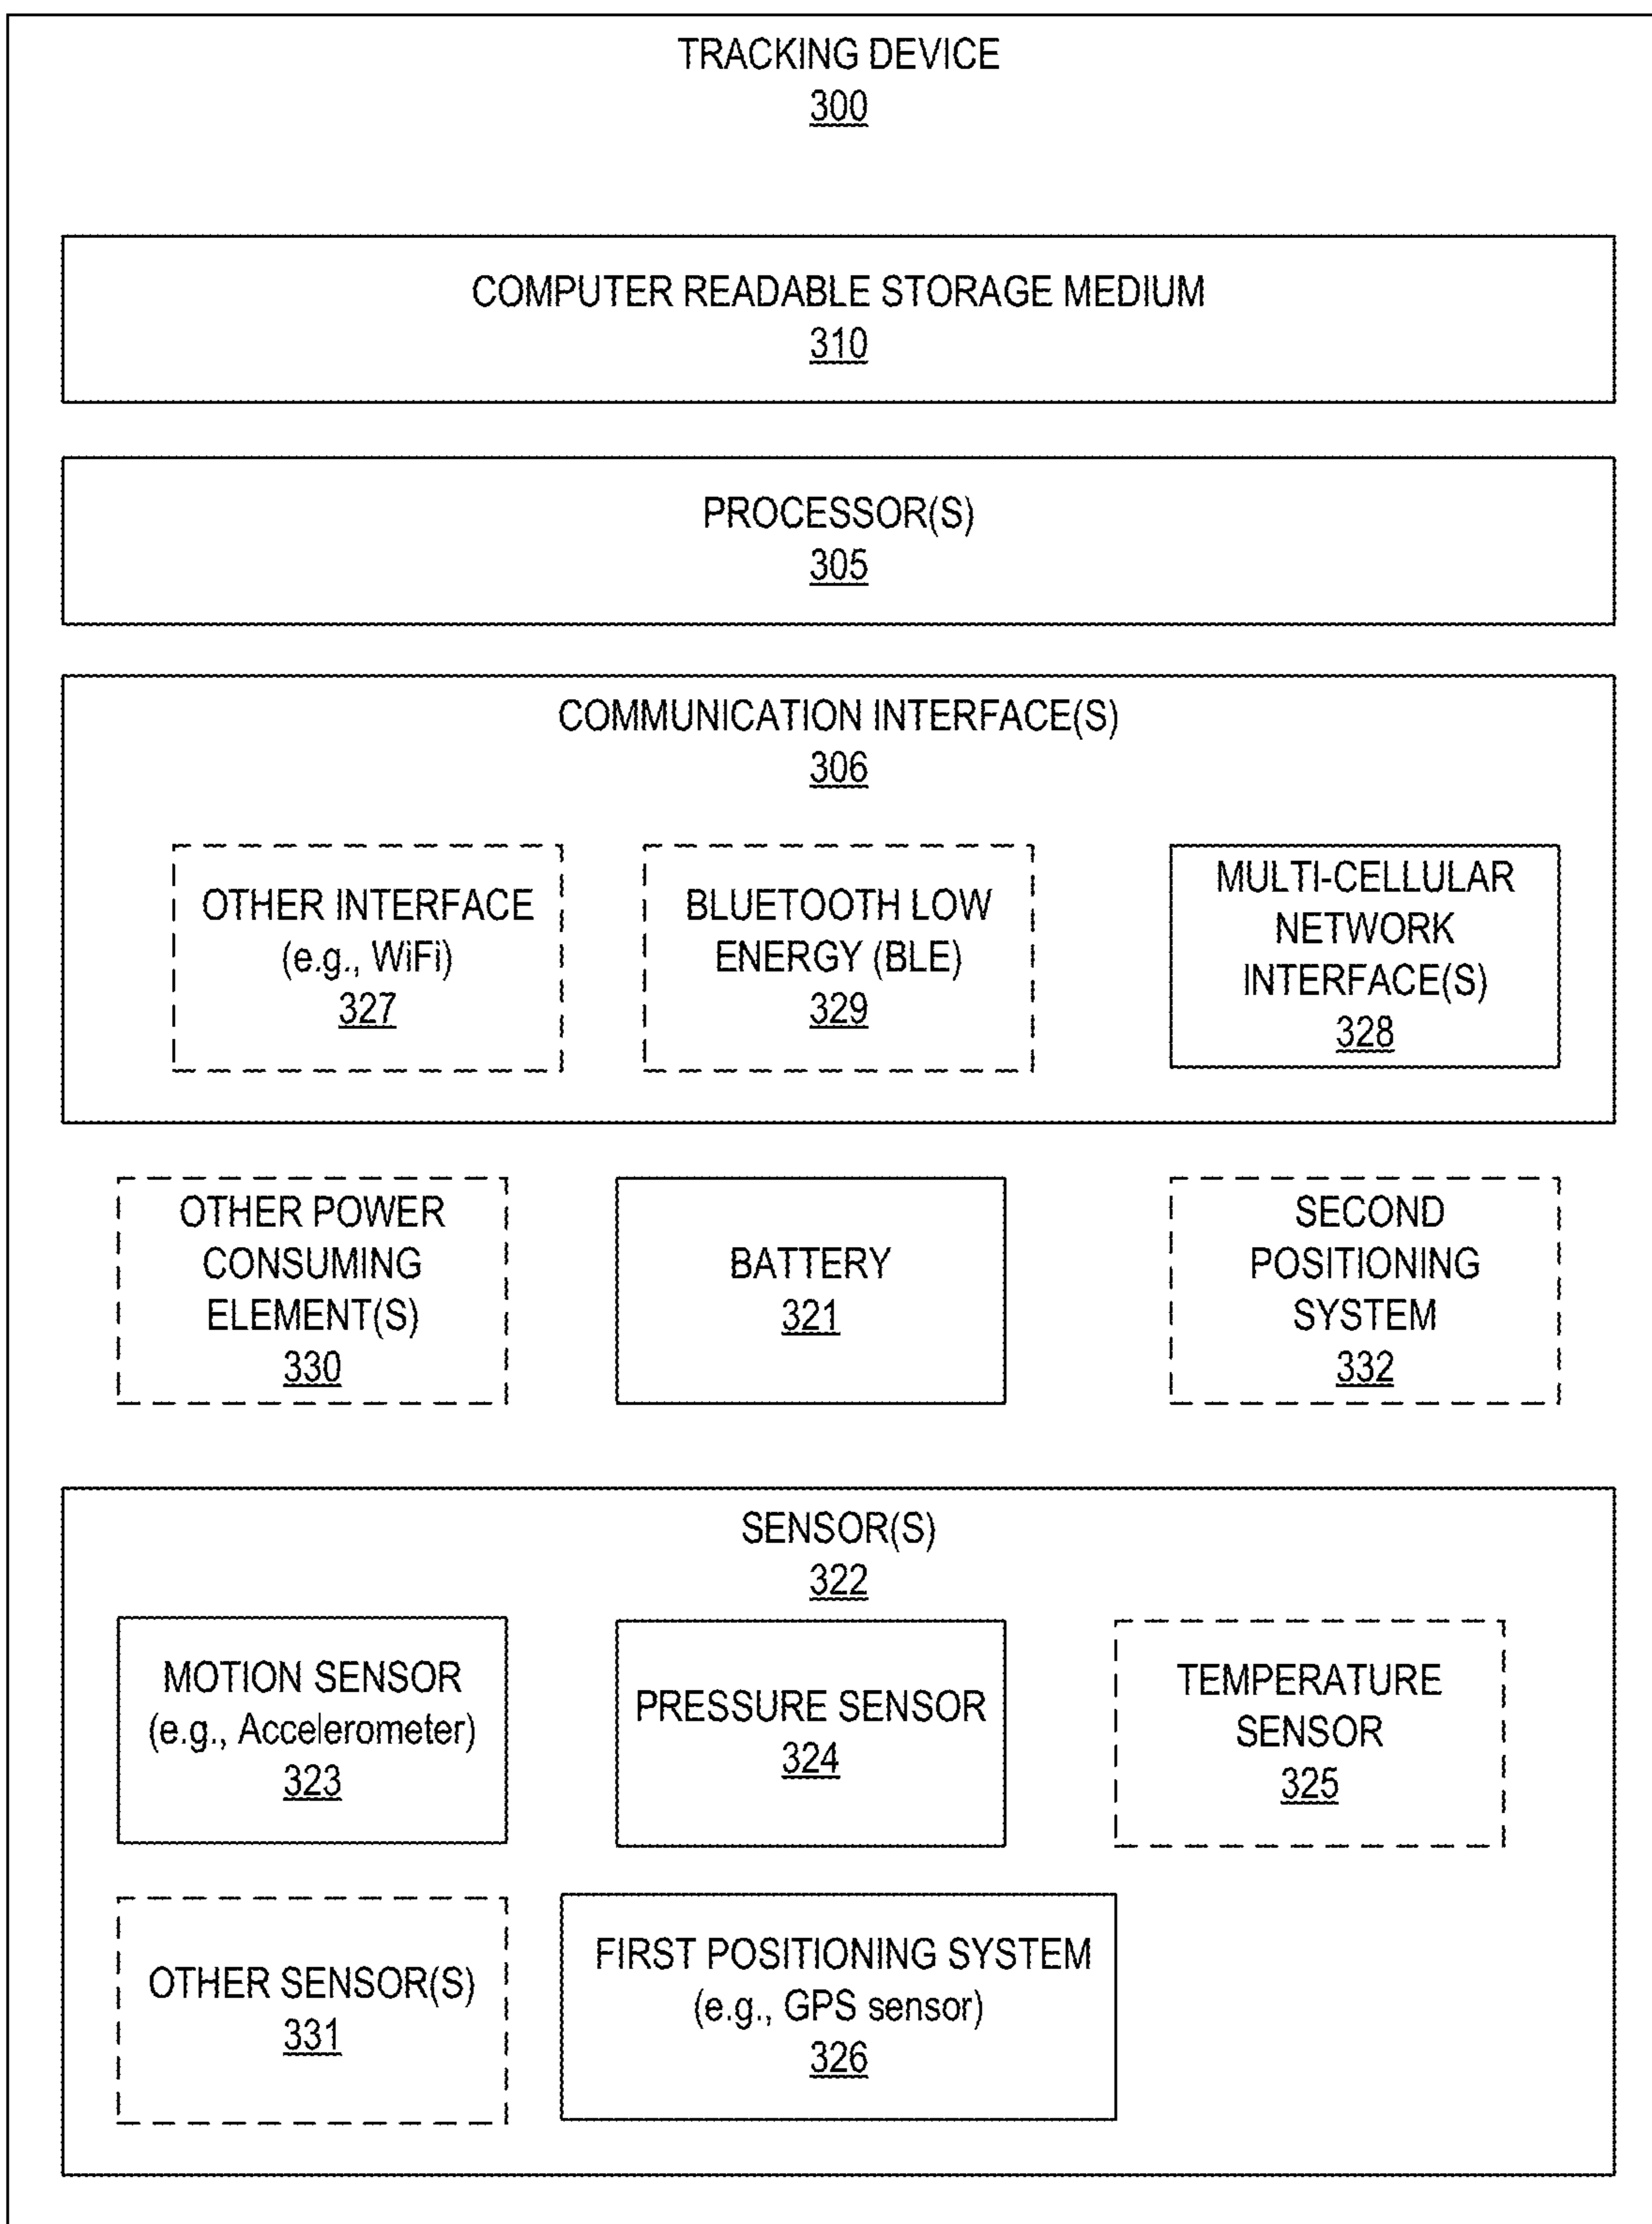 TRACKING DEVICE
300
COMPUTER READABLE STORAGE MEDIUM
310
PROCESSOR(S)
305
COMMUNICATION INTERFACE(S)
306
OTHER INTERFACE
(e.g., WiFi)
327
BLUETOOTH LOW
ENERGY (BLE)
329
MULTI-CELLULAR
NETWORK
INTERFACE(S)
328
OTHER POWER
CONSUMING
ELEMENT(S)
330
BATTERY
321
SECOND
POSITIONING
SYSTEM
332
SENSOR(S)
322
MOTION SENSOR
(e.g., Accelerometer)
323
PRESSURE SENSOR
324
TEMPERATURE
SENSOR
325
OTHER SENSOR(S)
331
FIRST POSITIONING SYSTEM
(e.g., GPS sensor)
326